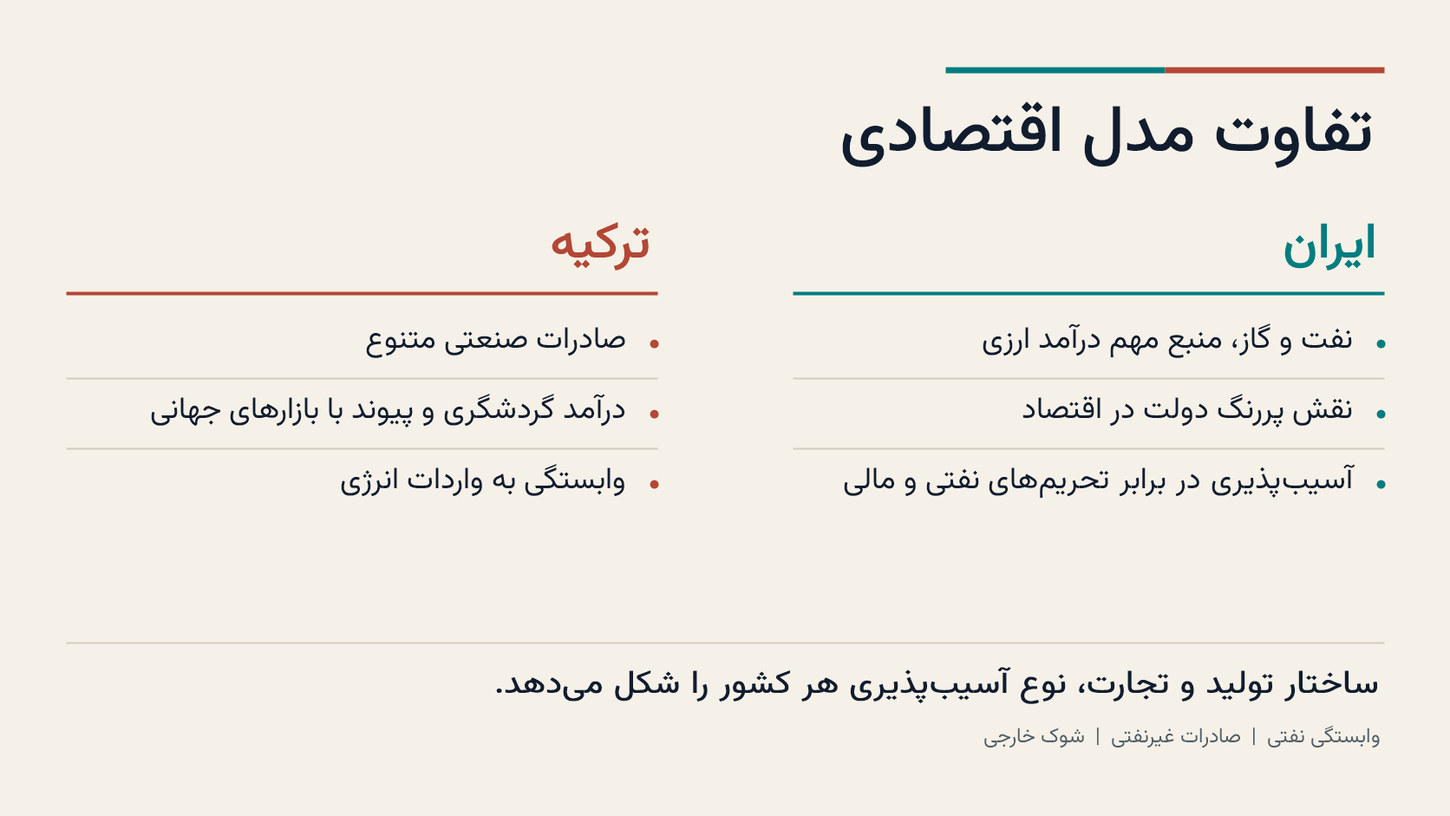 تفاوت مدل اقتصادی
ایران
نفت و گاز، منبع مهم درآمد ارزی
نقش پررنگ دولت در اقتصاد
آسیب‌پذیری در برابر تحریم‌های نفتی و مالی
ترکیه
صادرات صنعتی متنوع
درآمد گردشگری و پیوند با بازارهای جهانی
وابستگی به واردات انرژی
ساختار تولید و تجارت، نوع آسیب‌پذیری هر کشور را شکل می‌دهد.
وابستگی نفتی | صادرات غیرنفتی | شوک خارجی